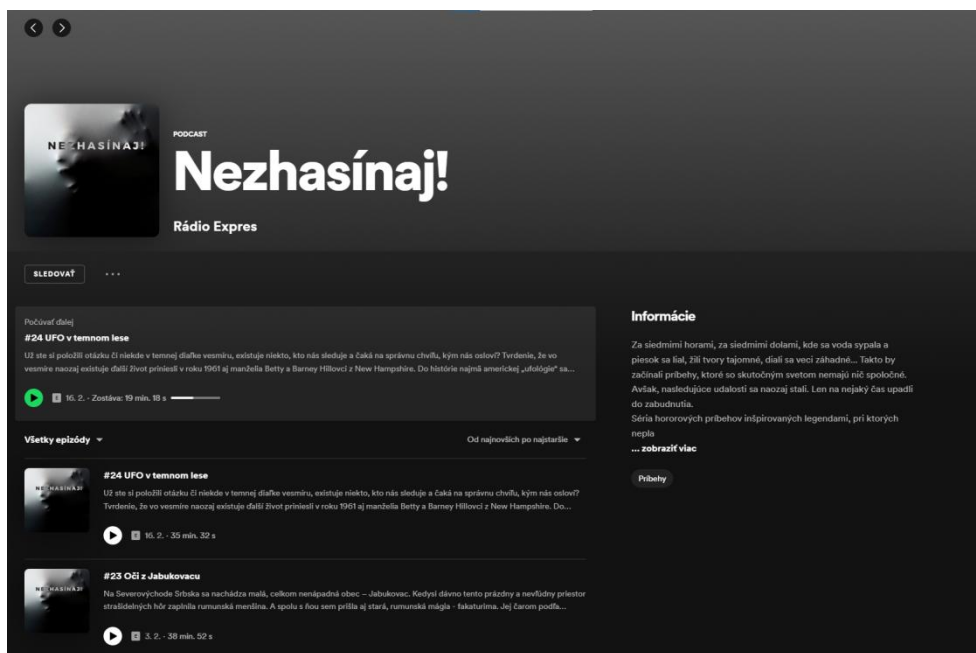 NEZHASÍNAJ!
PODCAST
Nezhasínaj!
Rádio Expres
SLEDOVAŤ
Počúvať ďalej
#24 UFO v temnom lese
Už ste si položili otázku či niekde v temnej diaľke vesmíru, existuje niekto, kto nás sleduje a čaká na správnu chvíľu, kým nás osloví? Tvrdenie, že vo
vesmíre naozaj existuje ďalší život priniesli v roku 1961 aj manželia Betty a Barney Hillovci z New Hampshire. Do histórie najmä americkej „ufológie“ sa...
E 16. 2. · Zostáva: 19 min. 18 s
Všetky epizódy
Od najnovších po najstaršie
NEZHASÍNAJ!
#24 UFO v temnom lese
Už ste si položili otázku či niekde v temnej diaľke vesmíru, existuje niekto, kto nás sleduje a čaká na správnu chvíľu, kým nás osloví?
Tvrdenie, že vo vesmíre naozaj existuje ďalší život priniesli v roku 1961 aj manželia Betty a Barney Hillovci z New Hampshire. Do...
E 16. 2. · 35 min. 32 s
NEZHASÍNAJ!
#23 Oči z Jabukovacu
Na Severovýchode Srbska sa nachádza malá, celkom nenápadná obec – Jabukovac. Kedysi dávno tento prázdny a nevľúdny priestor
strašidelných hôr zaplnila rumunská menšina. A spolu s ňou sem prišla aj stará, rumunská mágia - fakaturima. Jej čarom podľa...
E 3. 2. · 38 min. 52 s
Informácie
Za siedmimi horami, za siedmimi dolami, kde sa voda sypala a
piesok sa lial, žili tvory tajomné, diali sa veci záhadné... Takto by
začínali príbehy, ktoré so skutočným svetom nemajú nič spoločné.
Avšak, nasledujúce udalosti sa naozaj stali. Len na nejaký čas upadli
do zabudnutia.
Séria hororových príbehov inšpirovaných legendami, pri ktorých
nepla
... zobraziť viac
Príbehy